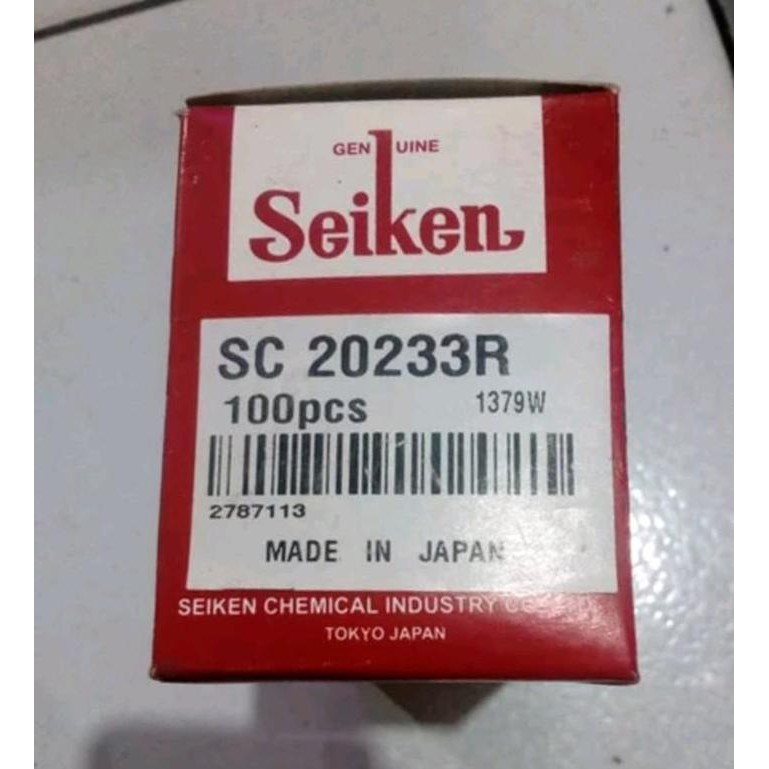 GENUINE
Seiken
SC 20233R
100pcs 1379W
2787113
MADE IN JAPAN
SEIKEN CHEMICAL INDUSTRY
TOKYO JAPAN